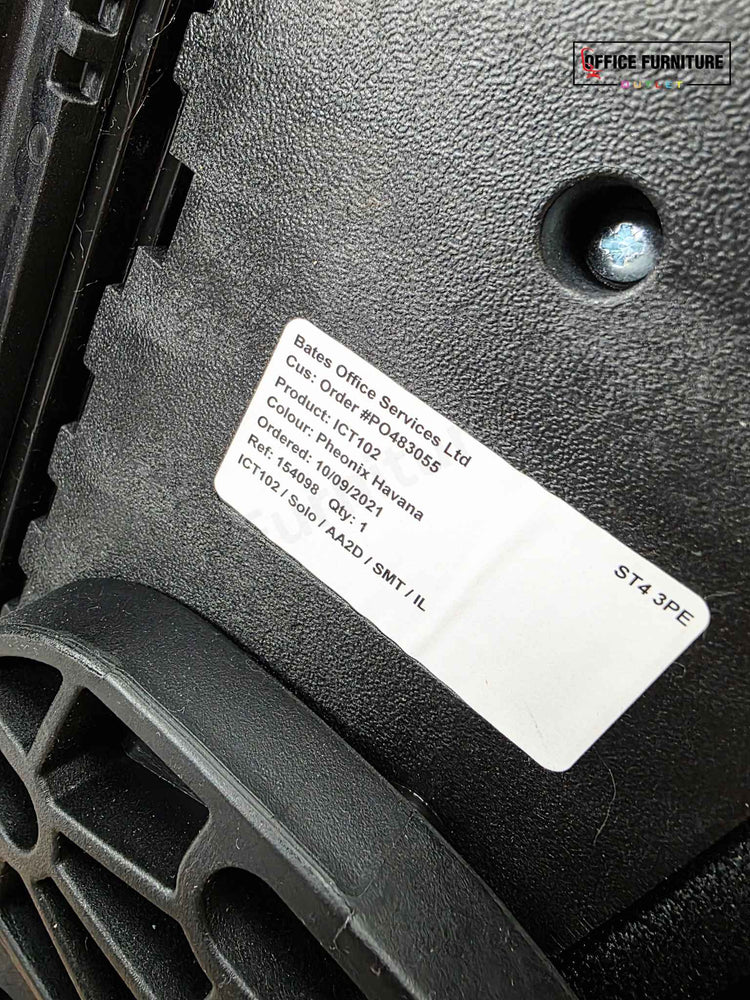 OFFICE FURNITURE
OUTLET
Bates Office Services Ltd
Cus: Order #PO483055
Product: ICT102
Colour: Pheonix Havana
Ordered: 10/09/2021
Ref: 154098 Qty: 1
ICT102 / Solo / AA2D / SMT / IL
ST4 3PE